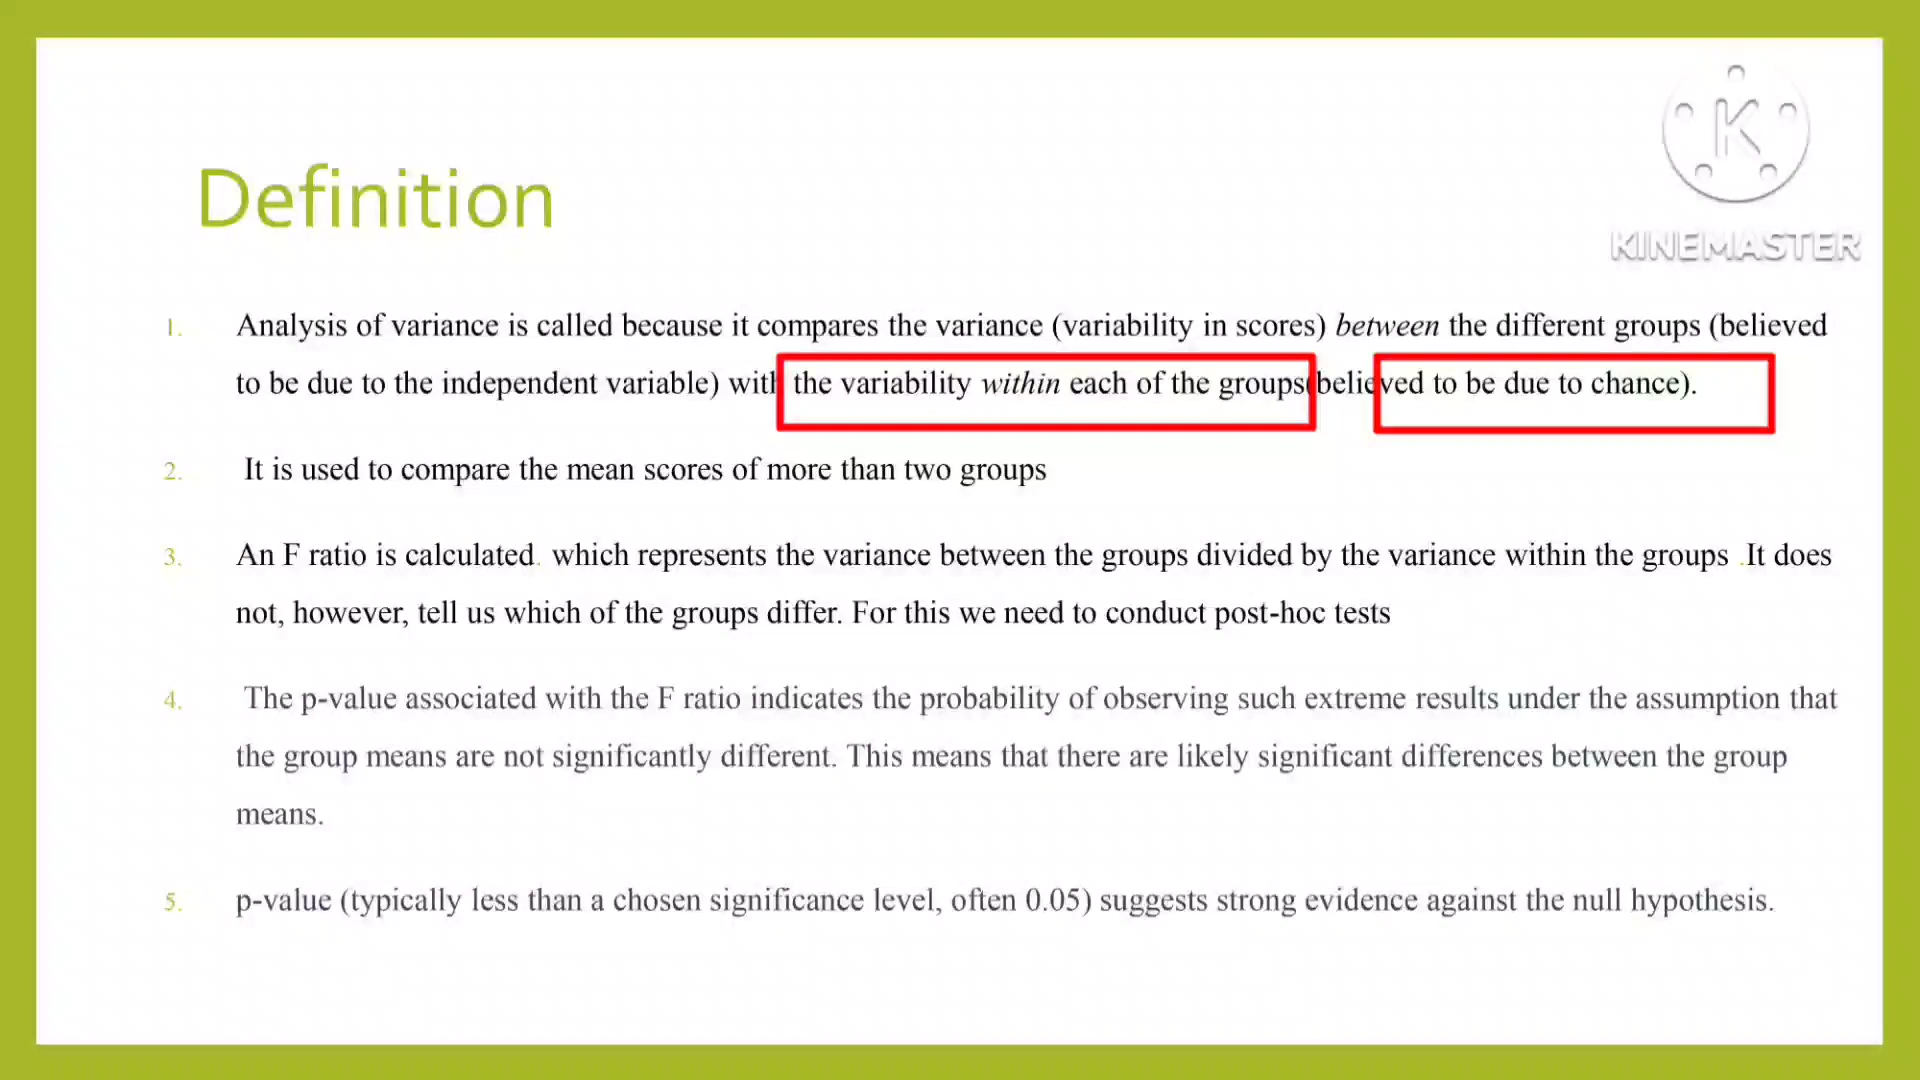 K
KINEMASTER
Definition
1. Analysis of variance is called because it compares the variance (variability in scores) between the different groups (believed
to be due to the independent variable) with the variability within each of the groups(believed to be due to chance).
2. It is used to compare the mean scores of more than two groups
3. An F ratio is calculated. which represents the variance between the groups divided by the variance within the groups .It does
not, however, tell us which of the groups differ. For this we need to conduct post-hoc tests
4. The p-value associated with the F ratio indicates the probability of observing such extreme results under the assumption that
the group means are not significantly different. This means that there are likely significant differences between the group
means.
5. p-value (typically less than a chosen significance level, often 0.05) suggests strong evidence against the null hypothesis.